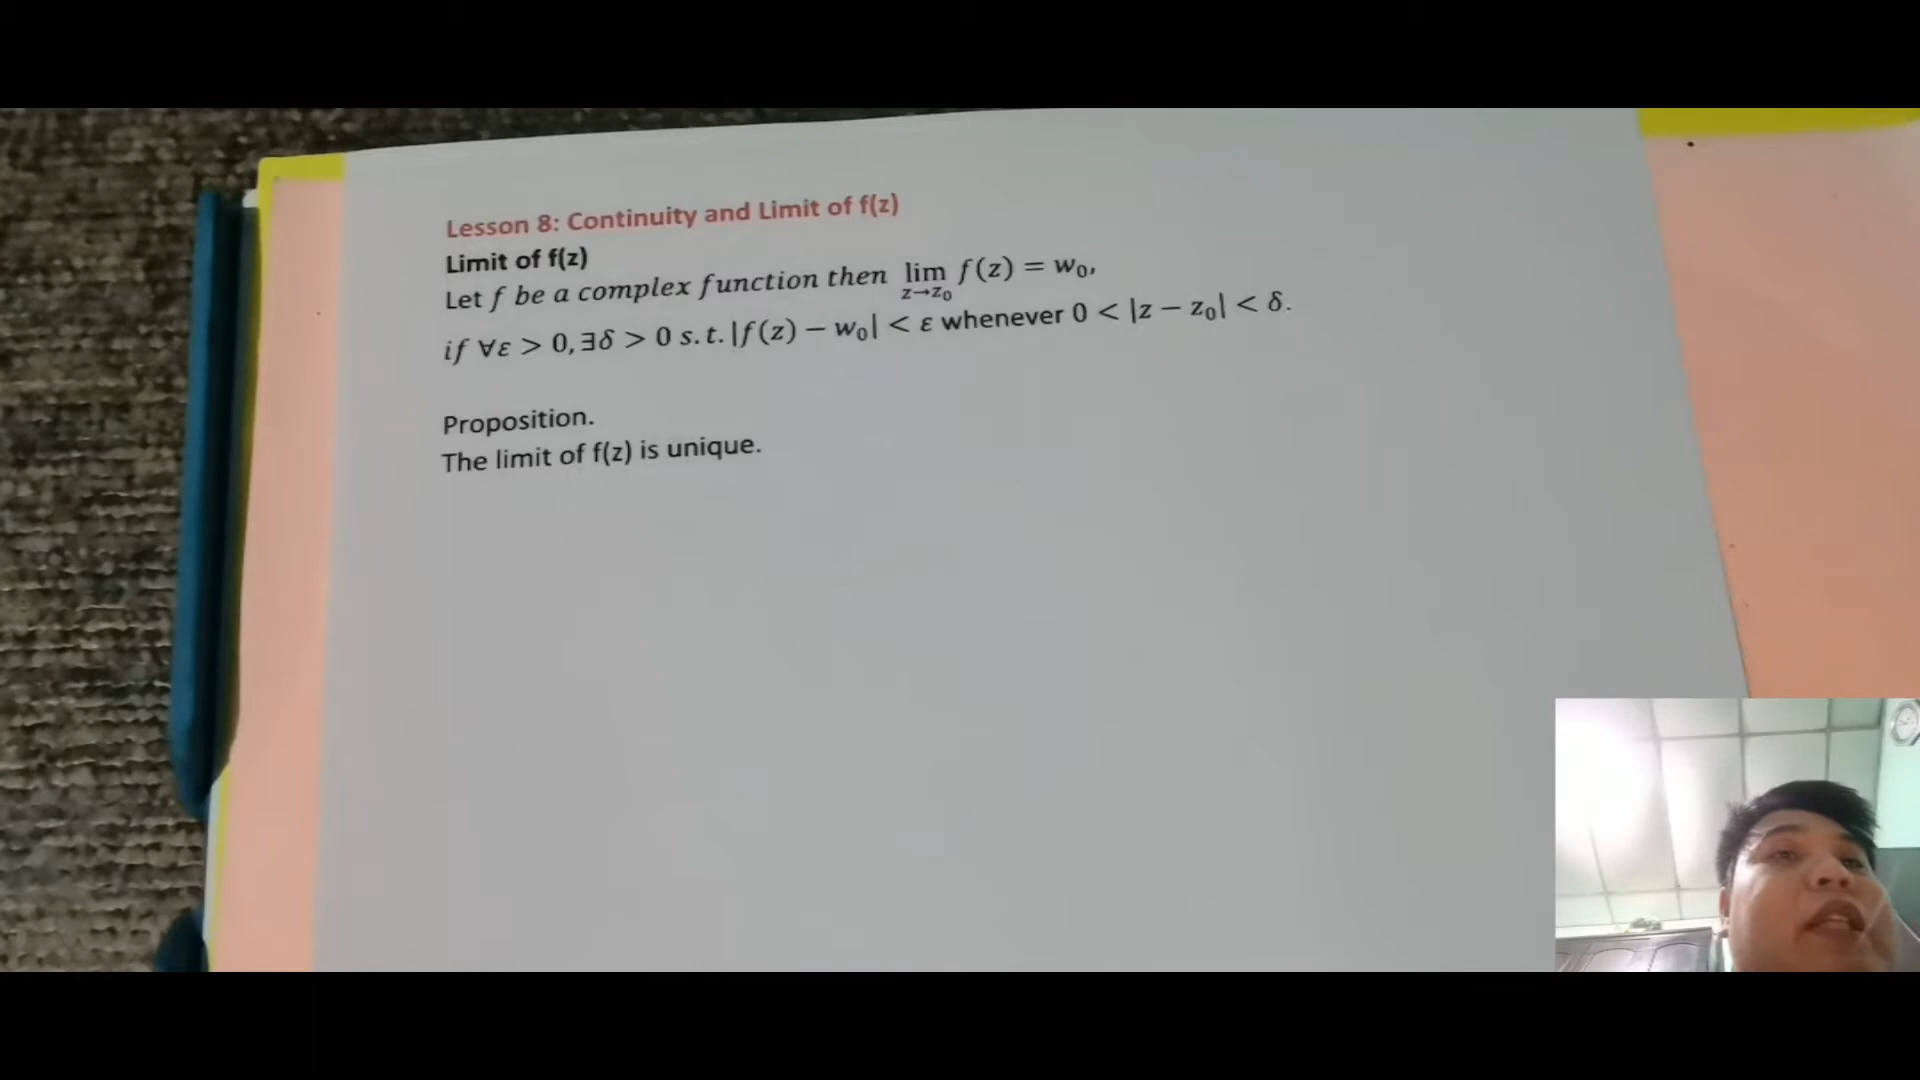 Lesson 8: Continuity and Limit of f(z)
Limit of f(z)
Let f be a complex function then lim z→z₀ f(z) = w₀,
if ∀ε > 0, ∃δ > 0 s.t. |f(z) − w₀| < ε whenever 0 < |z − z₀| < δ.
Proposition.
The limit of f(z) is unique.